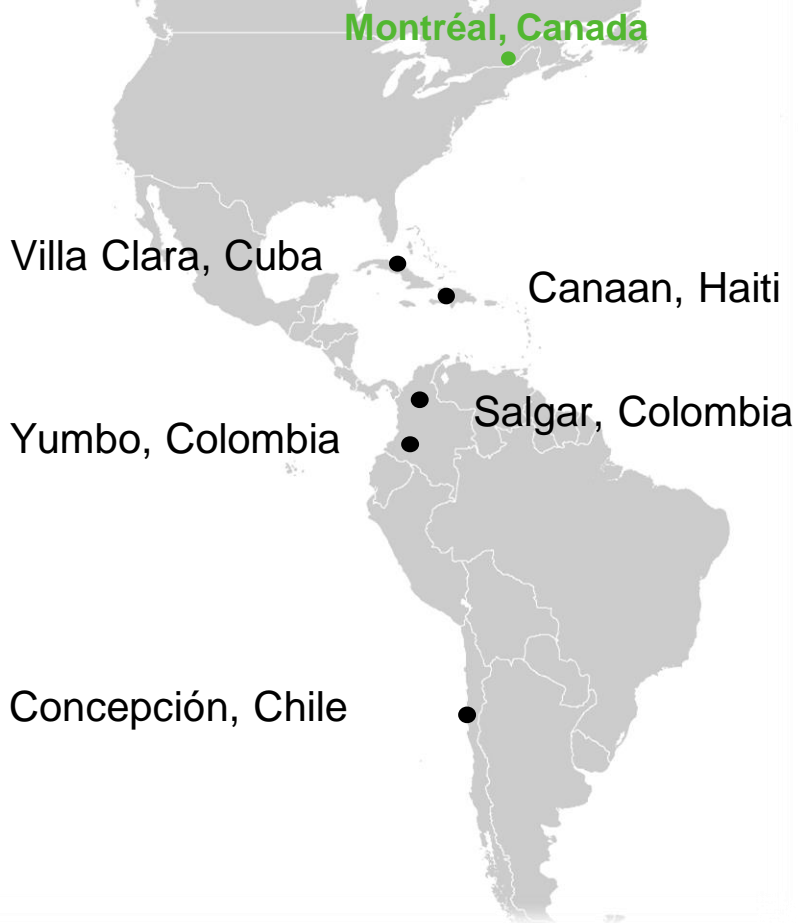 Montréal, Canada
Villa Clara, Cuba
Canaan, Haiti
Salgar, Colombia
Yumbo, Colombia
Concepción, Chile